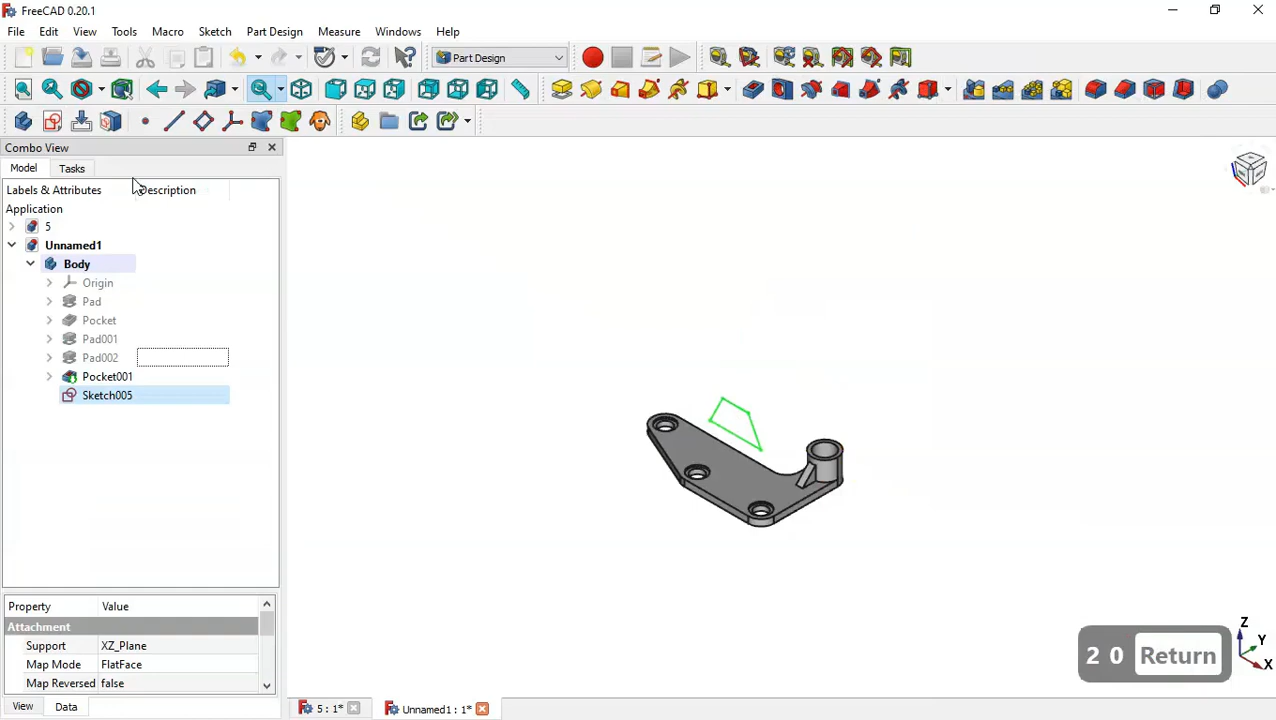 FreeCAD 0.20.1
File Edit View Tools Macro Sketch Part Design Measure Windows Help
Part Design
Combo View
Model Tasks
Labels & Attributes Description
Application
5
Unnamed1
Body
Origin
Pad
Pocket
Pad001
Pad002
Pocket001
Sketch005
Property Value
Attachment
Support XZ_Plane
Map Mode FlatFace
Map Reversed false
View Data
5 : 1* Unnamed1 : 1*
2 0 Return
Z
Y
X